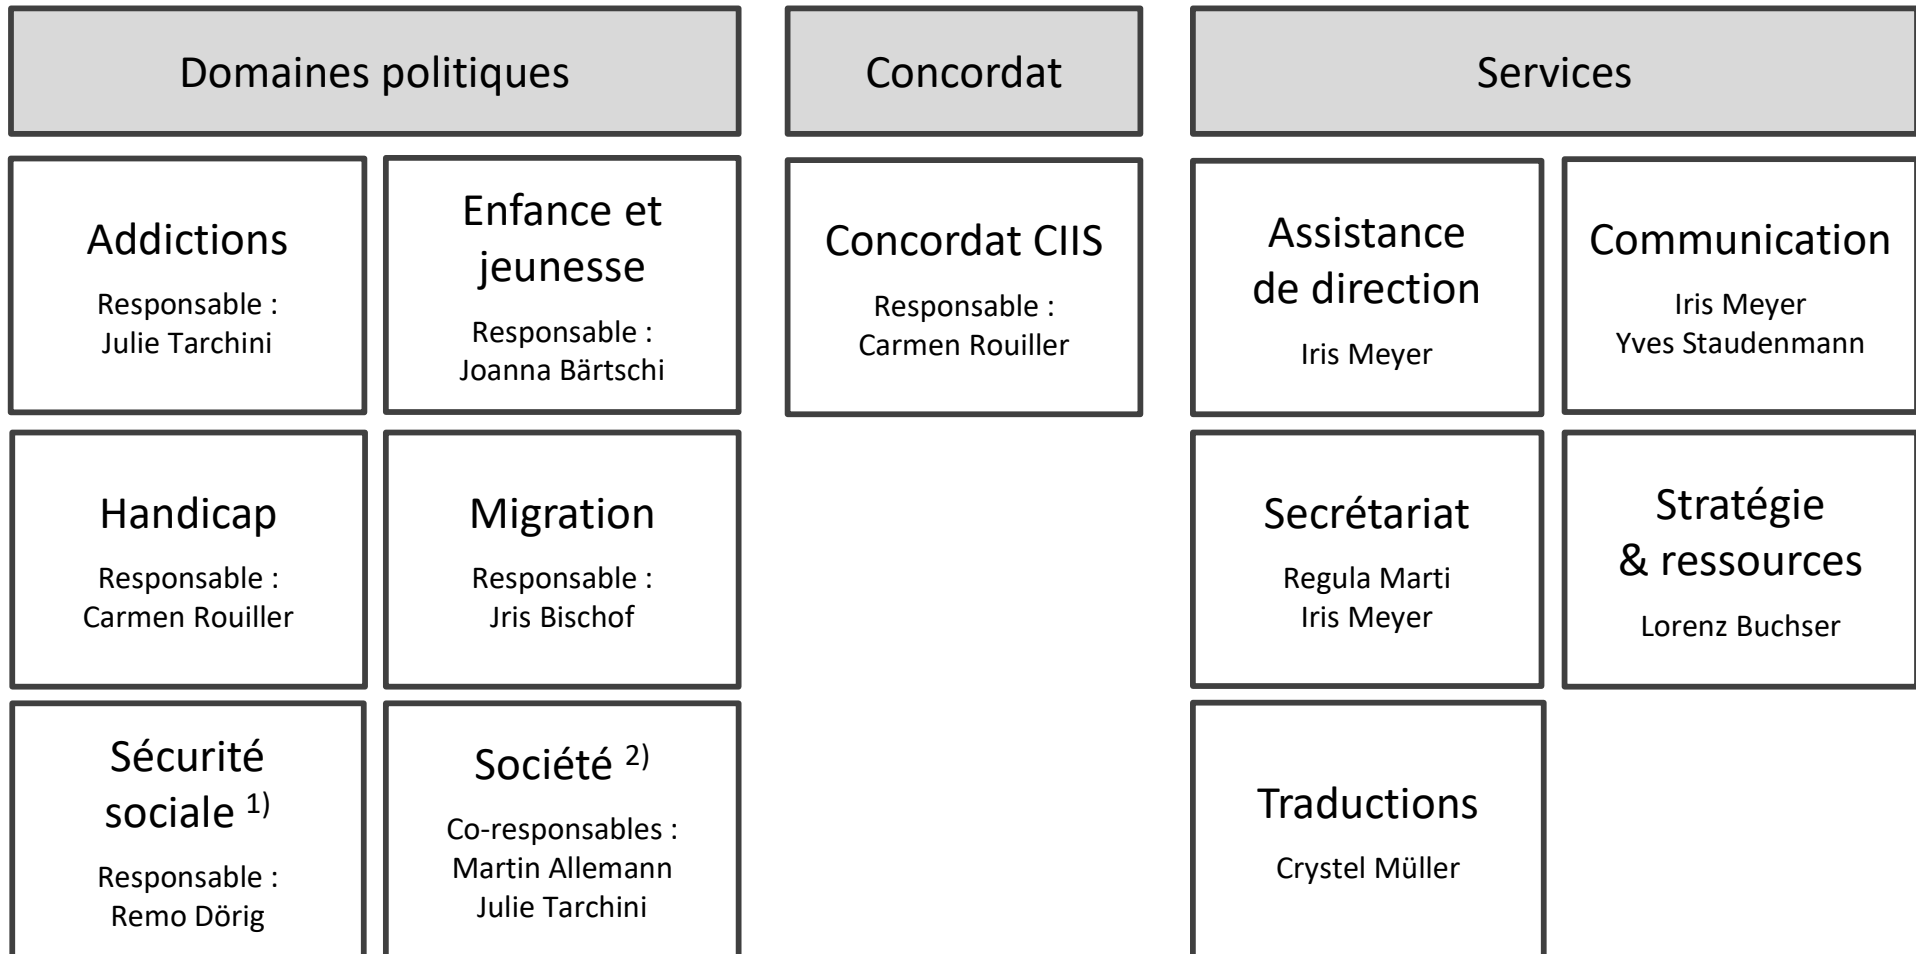 Domaines politiques
Concordat
Services
Addictions
Responsable :
Julie Tarchini
Enfance et
jeunesse
Responsable :
Joanna Bärtschi
Concordat CIIS
Responsable :
Carmen Rouiller
Assistance
de direction
Iris Meyer
Communication
Iris Meyer
Yves Staudenmann
Handicap
Responsable :
Carmen Rouiller
Migration
Responsable :
Jris Bischof
Secrétariat
Regula Marti
Iris Meyer
Stratégie
& ressources
Lorenz Buchser
Sécurité
sociale 1)
Responsable :
Remo Dörig
Société 2)
Co-responsables :
Martin Allemann
Julie Tarchini
Traductions
Crystel Müller